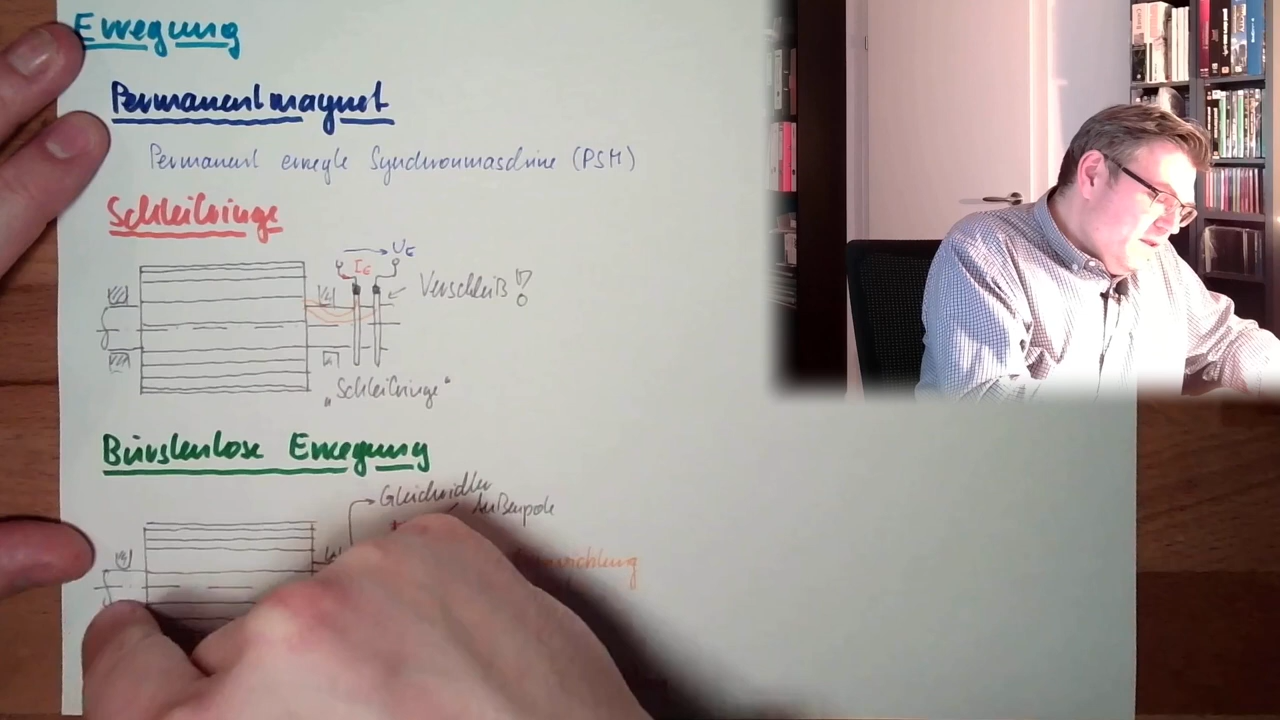 Erregung
Permanentmagnet
Permanent erregte Synchronmaschine (PSM)
Schleifringe
U_E
I_E
Verschleiß!
„Schleifringe“
Bürstenlose Erregung
Gleichrichter
Außenpole